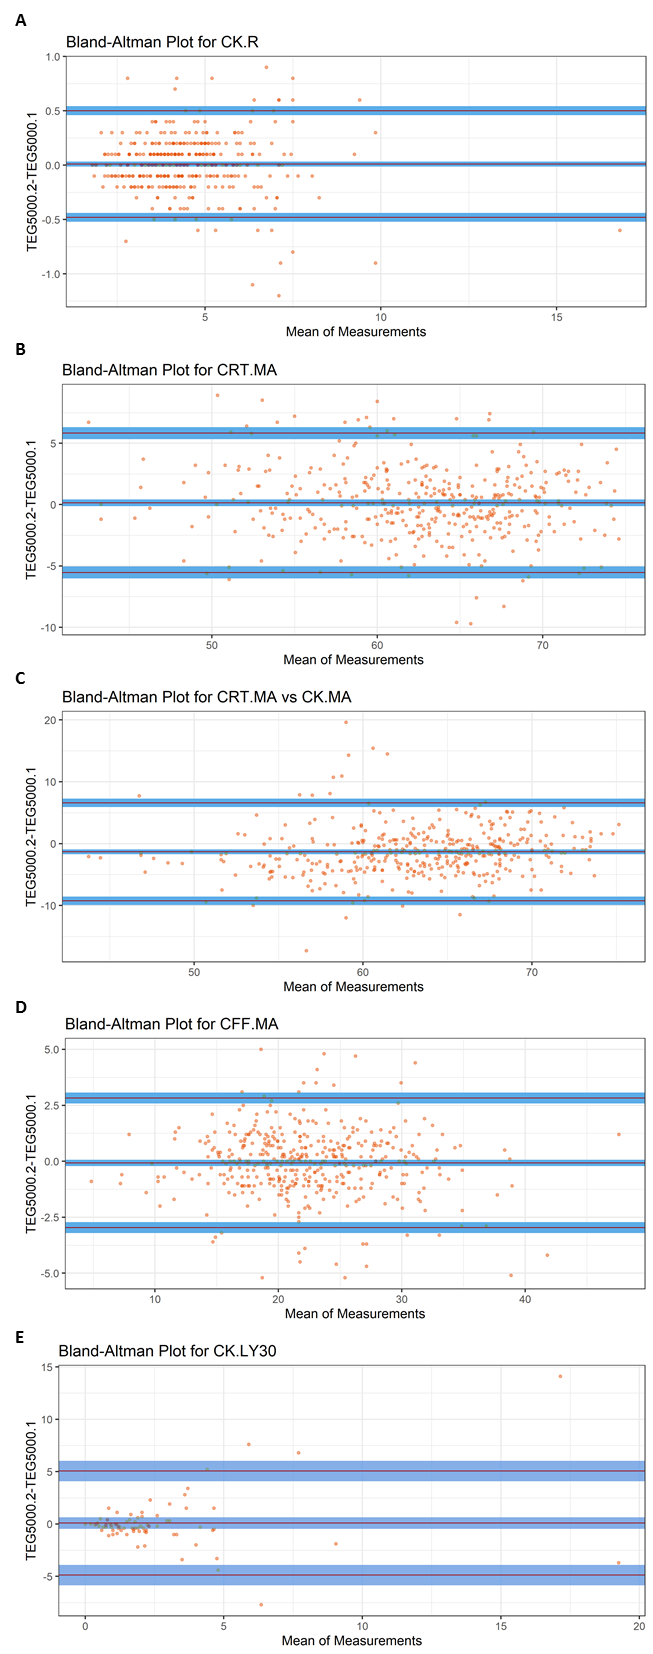 A
Bland-Altman Plot for CK.R
1.0
0.5
0.0
-0.5
-1.0
TEG5000.2-TEG5000.1
5 10 15
Mean of Measurements
B
Bland-Altman Plot for CRT.MA
5
0
-5
-10
TEG5000.2-TEG5000.1
50 60 70
Mean of Measurements
C
Bland-Altman Plot for CRT.MA vs CK.MA
20
10
0
-10
TEG5000.2-TEG5000.1
50 60 70
Mean of Measurements
D
Bland-Altman Plot for CFF.MA
5.0
2.5
0.0
-2.5
-5.0
TEG5000.2-TEG5000.1
10 20 30 40
Mean of Measurements
E
Bland-Altman Plot for CK.LY30
15
10
5
0
-5
TEG5000.2-TEG5000.1
0 5 10 15 20
Mean of Measurements